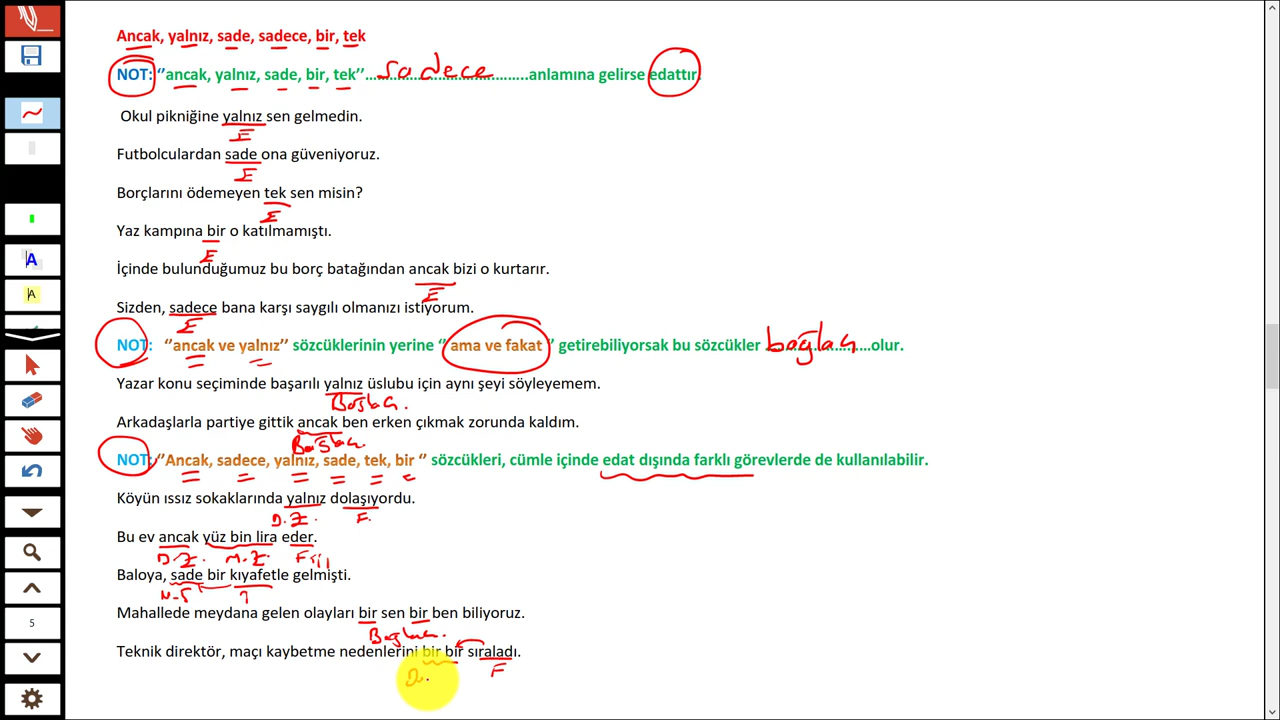 Ancak, yalnız, sade, sadece, bir, tek
NOT: ‘’ancak, yalnız, sade, bir, tek’’…sadece…anlamına gelirse edattır.
Okul pikniğine yalnız sen gelmedin.
E
Futbolculardan sade ona güveniyoruz.
E
Borçlarını ödemeyen tek sen misin?
E
Yaz kampına bir o katılmamıştı.
E
İçinde bulunduğumuz bu borç batağından ancak bizi o kurtarır.
E
Sizden, sadece bana karşı saygılı olmanızı istiyorum.
E
NOT: ‘’ancak ve yalnız’’ sözcüklerinin yerine ‘’ ama ve fakat ’’ getirebiliyorsak bu sözcükler …bağlaç…olur.
Yazar konu seçiminde başarılı yalnız üslubu için aynı şeyi söyleyemem.
Bağlaç.
Arkadaşlarla partiye gittik ancak ben erken çıkmak zorunda kaldım.
Bağlaç.
NOT: ‘’Ancak, sadece, yalnız, sade, tek, bir ‘’ sözcükleri, cümle içinde edat dışında farklı görevlerde de kullanılabilir.
Köyün ıssız sokaklarında yalnız dolaşıyordu.
D.Z. F.
Bu ev ancak yüz bin lira eder.
D.Z. M.Z. Fiil
Baloya, sade bir kıyafetle gelmişti.
N.S
Mahallede meydana gelen olayları bir sen bir ben biliyoruz.
Bağlaç.
Teknik direktör, maçı kaybetme nedenlerini bir bir sıraladı.
D. F
A
A
5